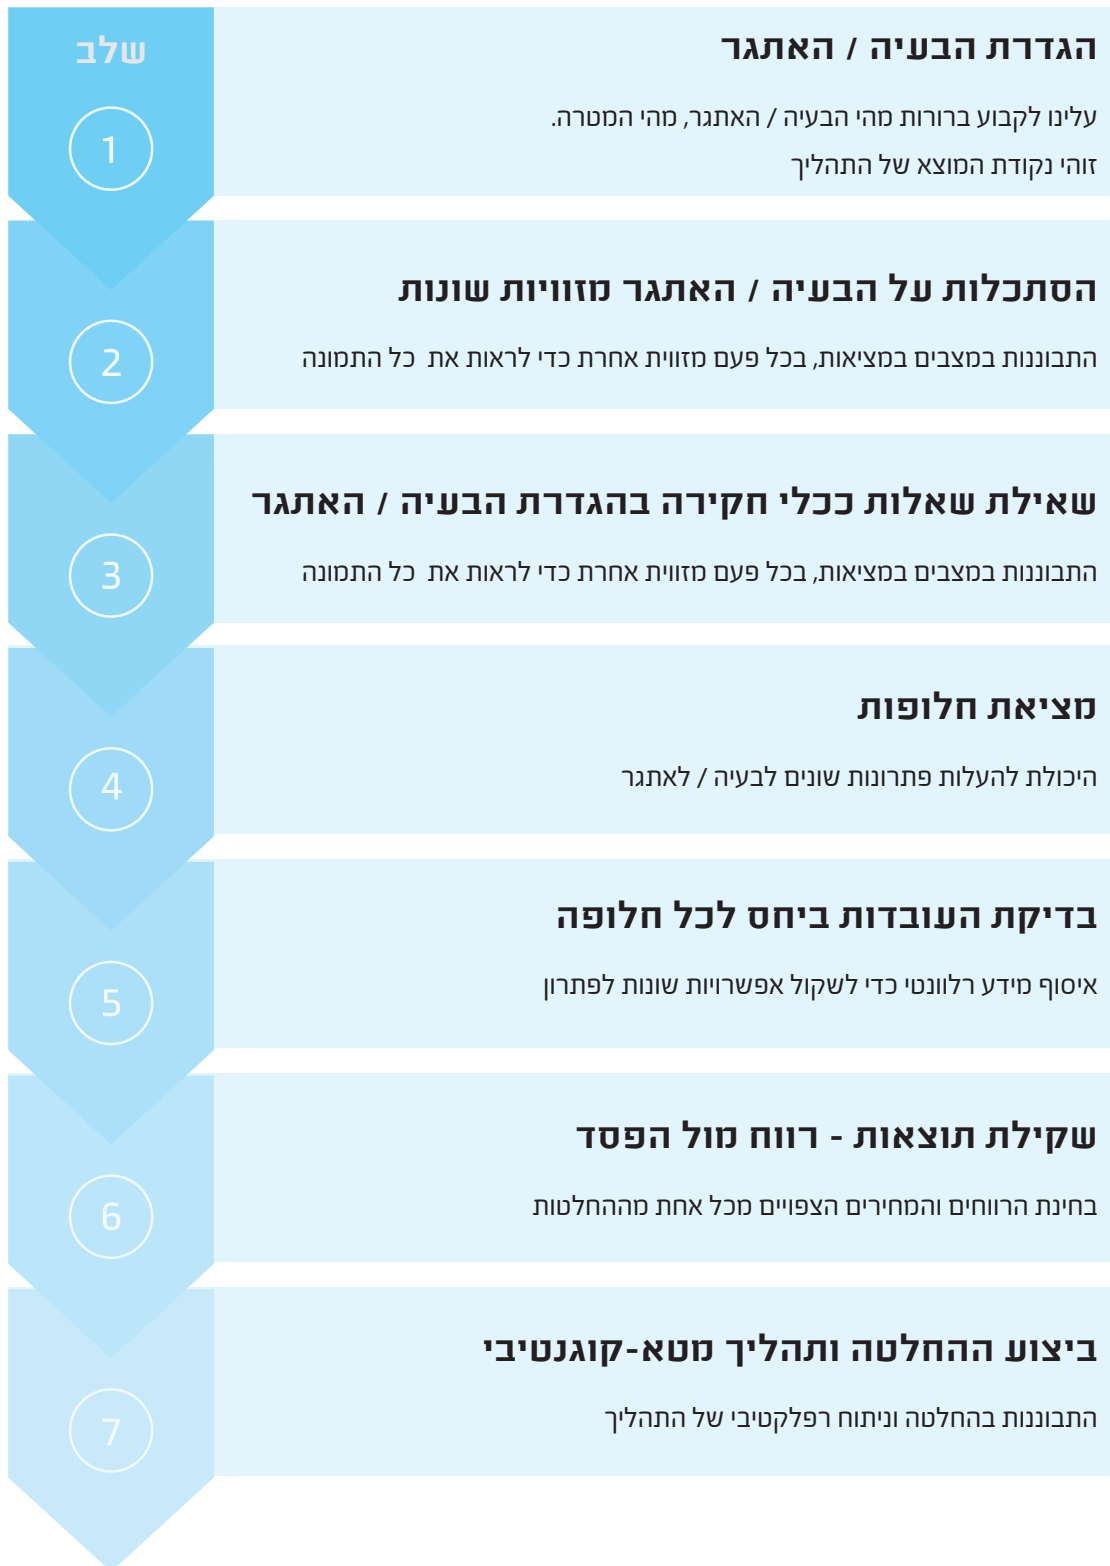 שלב
1
הגדרת הבעיה / האתגר
עלינו לקבוע ברורות מהי הבעיה / האתגר, מהי המטרה.
זוהי נקודת המוצא של התהליך
2
הסתכלות על הבעיה / האתגר מזוויות שונות
התבוננות במצבים במציאות, בכל פעם מזווית אחרת כדי לראות את כל התמונה
3
שאילת שאלות ככלי חקירה בהגדרת הבעיה / האתגר
התבוננות במצבים במציאות, בכל פעם מזווית אחרת כדי לראות את כל התמונה
4
מציאת חלופות
היכולת להעלות פתרונות שונים לבעיה / לאתגר
5
בדיקת העובדות ביחס לכל חלופה
איסוף מידע רלוונטי כדי לשקול אפשרויות שונות לפתרון
6
שקילת תוצאות - רווח מול הפסד
בחינת הרווחים והמחירים הצפויים מכל אחת מההחלטות
7
ביצוע ההחלטה ותהליך מטא-קוגנטיבי
התבוננות בהחלטה וניתוח רפלקטיבי של התהליך